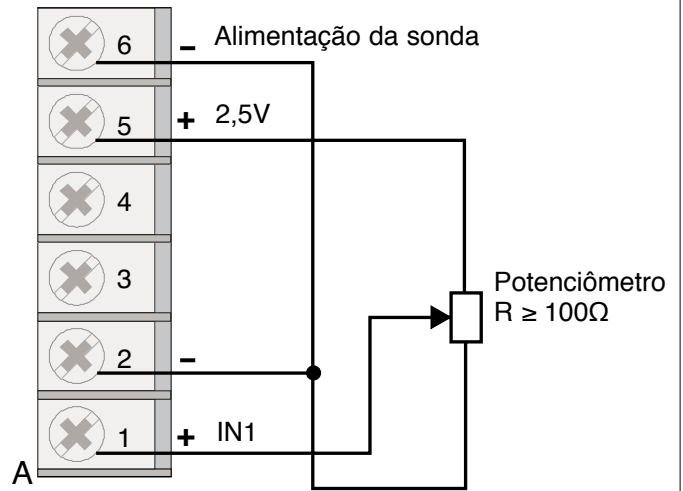 6 – Alimentação da sonda
5 + 2,5V
4
3
Potenciômetro
R ≥ 100Ω
2 –
1 + IN1
A